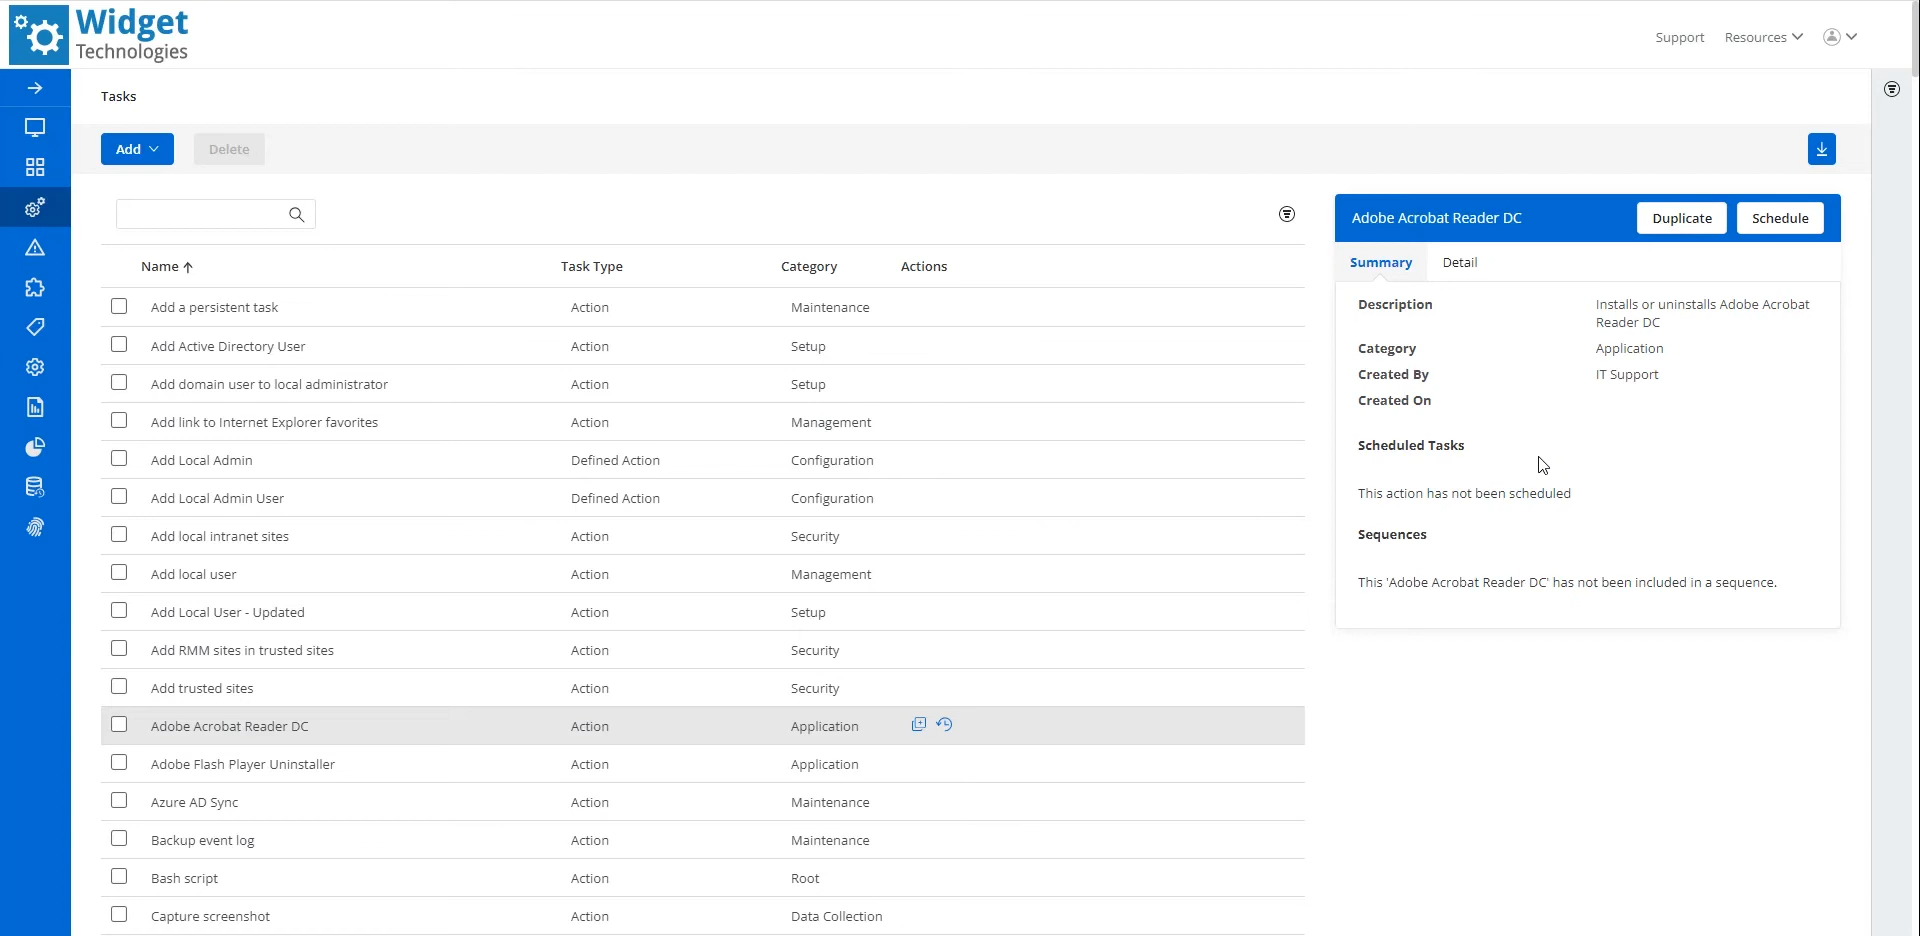 Widget
Technologies
Support Resources
Tasks
Add Delete
Name Task Type Category Actions
Add a persistent task Action Maintenance
Add Active Directory User Action Setup
Add domain user to local administrator Action Setup
Add link to Internet Explorer favorites Action Management
Add Local Admin Defined Action Configuration
Add Local Admin User Defined Action Configuration
Add local intranet sites Action Security
Add local user Action Management
Add Local User - Updated Action Setup
Add RMM sites in trusted sites Action Security
Add trusted sites Action Security
Adobe Acrobat Reader DC Action Application
Adobe Flash Player Uninstaller Action Application
Azure AD Sync Action Maintenance
Backup event log Action Maintenance
Bash script Action Root
Capture screenshot Action Data Collection
Adobe Acrobat Reader DC Duplicate Schedule
Summary Detail
Description Installs or uninstalls Adobe Acrobat
Reader DC
Category Application
Created By IT Support
Created On
Scheduled Tasks
This action has not been scheduled
Sequences
This 'Adobe Acrobat Reader DC' has not been included in a sequence.